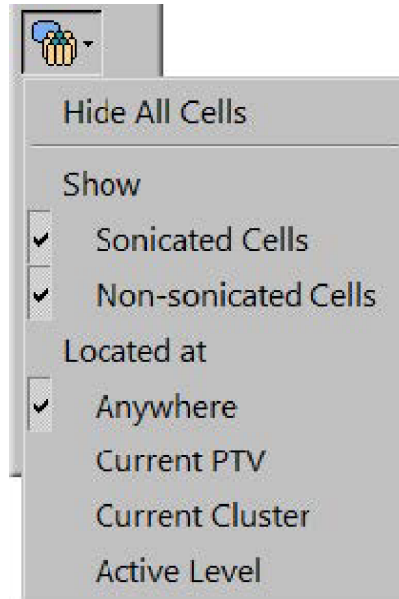 Hide All Cells
Show
Sonicated Cells
Non-sonicated Cells
Located at
Anywhere
Current PTV
Current Cluster
Active Level